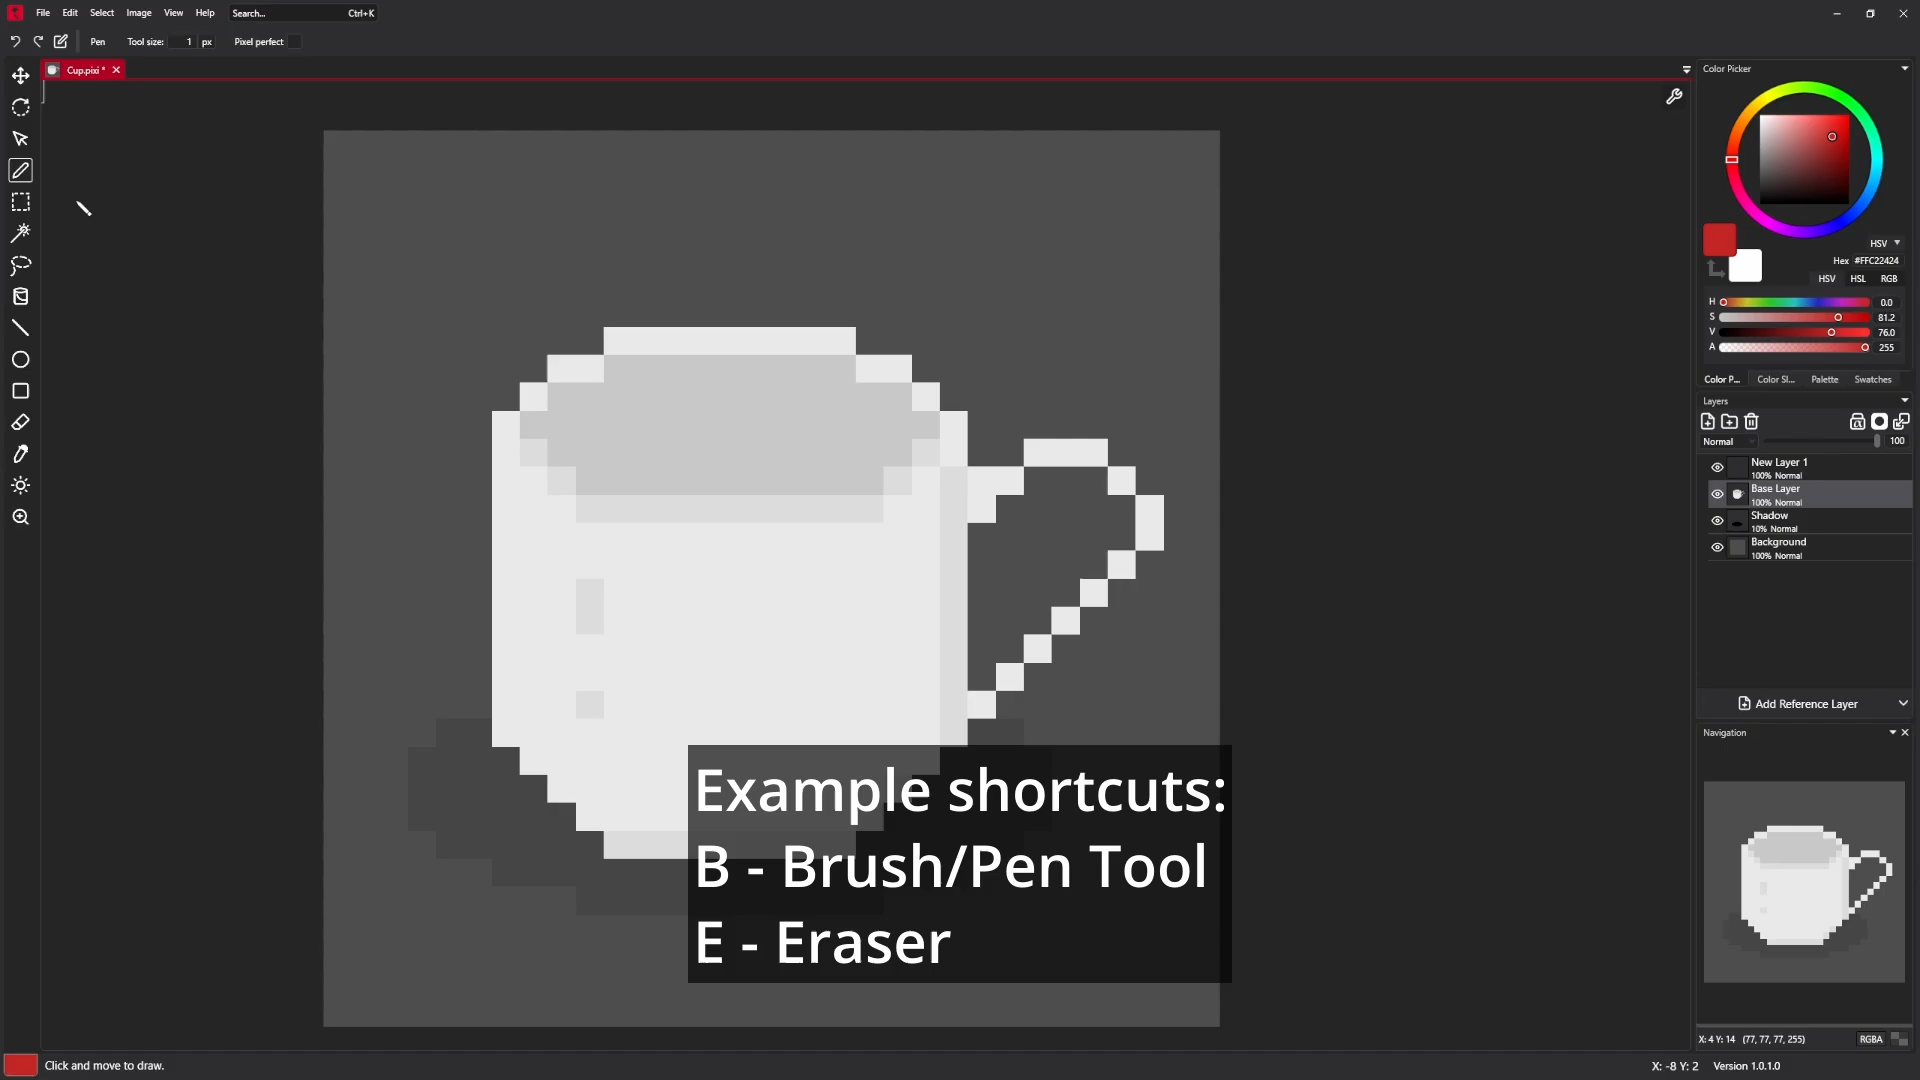 File Edit Select Image View Help Search... Ctrl+K
Pen Tool size: 1 px Pixel perfect
Cup.pixi *
Color Picker
HSV
Hex #FFC22424
HSV HSL RGB
H 0.0
S 81.2
V 76.0
A 255
Color P... Color Sl... Palette Swatches
Layers
Normal 100
New Layer 1
100% Normal
Base Layer
100% Normal
Shadow
10% Normal
Background
100% Normal
Add Reference Layer
Navigation
Example shortcuts:
B - Brush/Pen Tool
E - Eraser
X: 4 Y: 14 (77, 77, 77, 255) RGBA
Click and move to draw. X: -8 Y: 2 Version 1.0.1.0